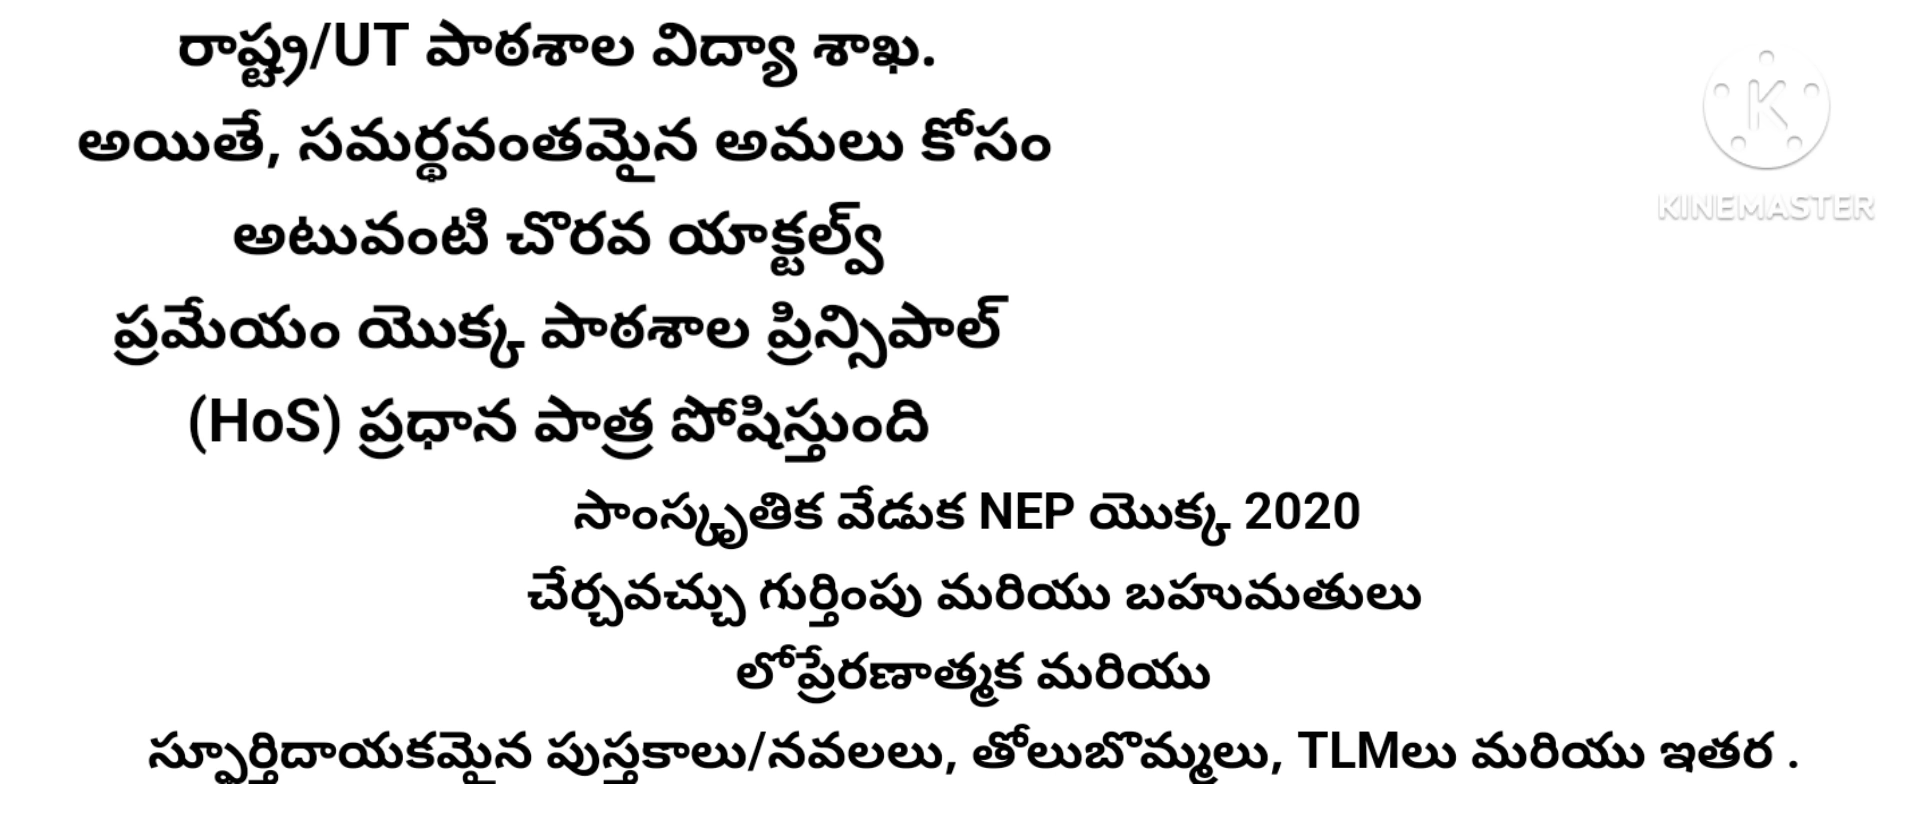 రాష్ట్ర/UT పాఠశాల విద్యా శాఖ.
అయితే, సమర్థవంతమైన అమలు కోసం
అటువంటి చొరవ యాక్టల్వ్
ప్రమేయం యొక్క పాఠశాల ప్రిన్సిపాల్
(HoS) ప్రధాన పాత్ర పోషిస్తుంది
సాంస్కృతిక వేడుక NEP యొక్క 2020
చేర్చవచ్చు గుర్తింపు మరియు బహుమతులు
లోప్రేరణాత్మక మరియు
స్ఫూర్తిదాయకమైన పుస్తకాలు/నవలలు, తోలుబొమ్మలు, TLMలు మరియు ఇతర .
KINEMASTER